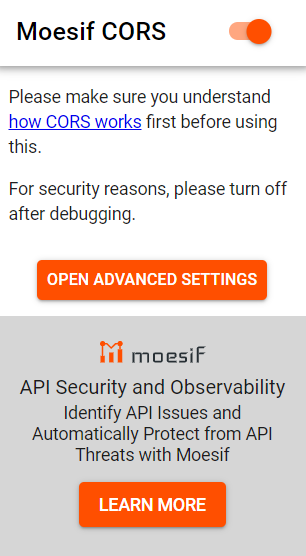 Moesif CORS
Please make sure you understand
how CORS works first before using
this.
For security reasons, please turn off
after debugging.
OPEN ADVANCED SETTINGS
moesif
API Security and Observability
Identify API Issues and
Automatically Protect from API
Threats with Moesif
LEARN MORE